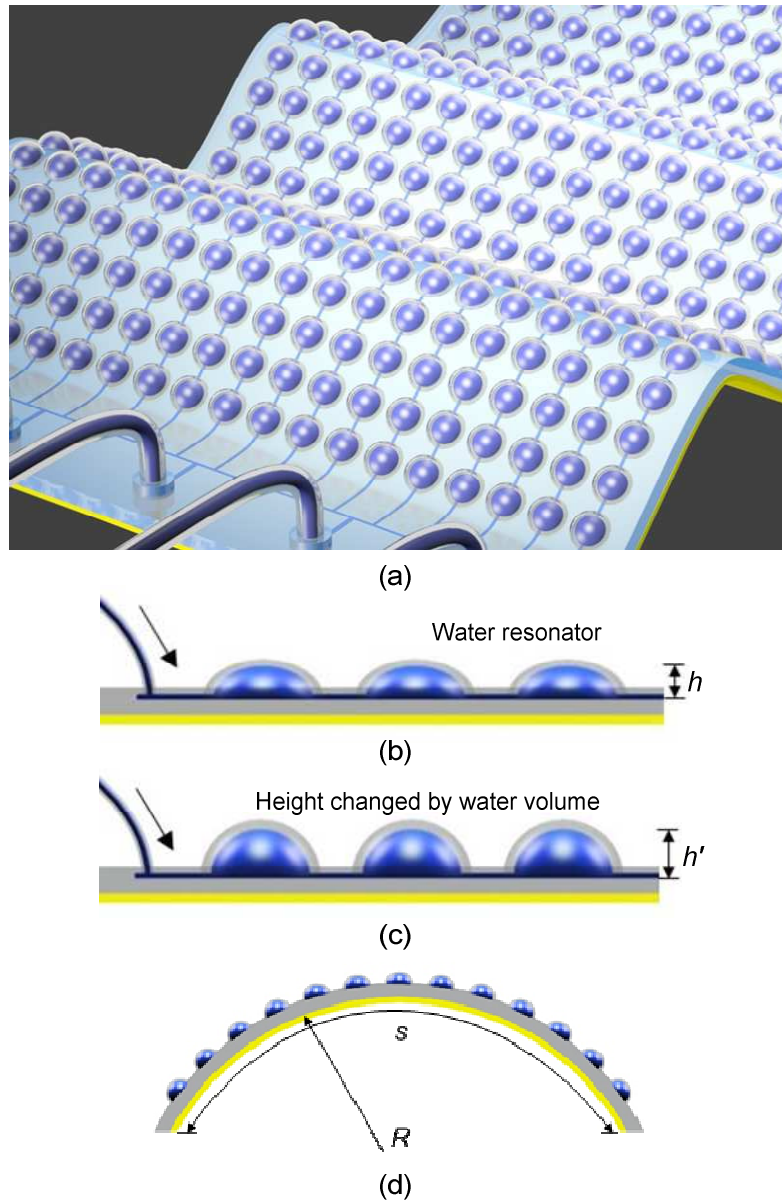 (a)
Water resonator
h
(b)
Height changed by water volume
h'
(c)
s
R
(d)